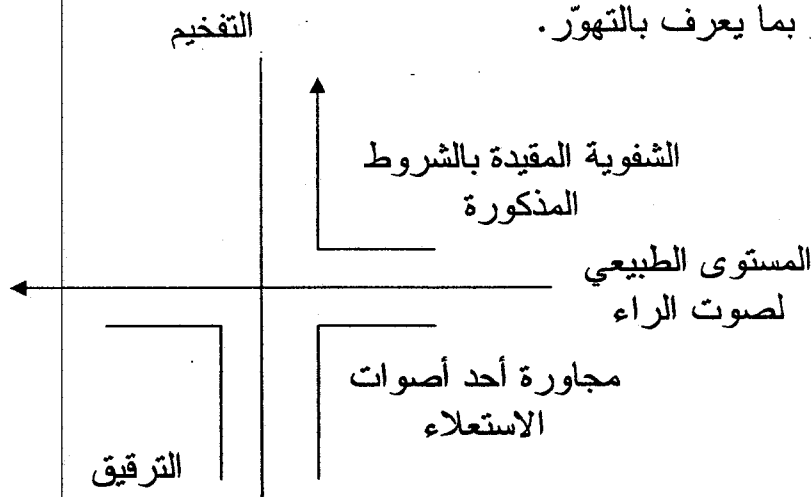 بما يعرف بالتهوّر.
التفخيم
الشفوية المقيدة بالشروط
المذكورة
المستوى الطبيعي
لصوت الراء
مجاورة أحد أصوات
الاستعلاء
الترقيق